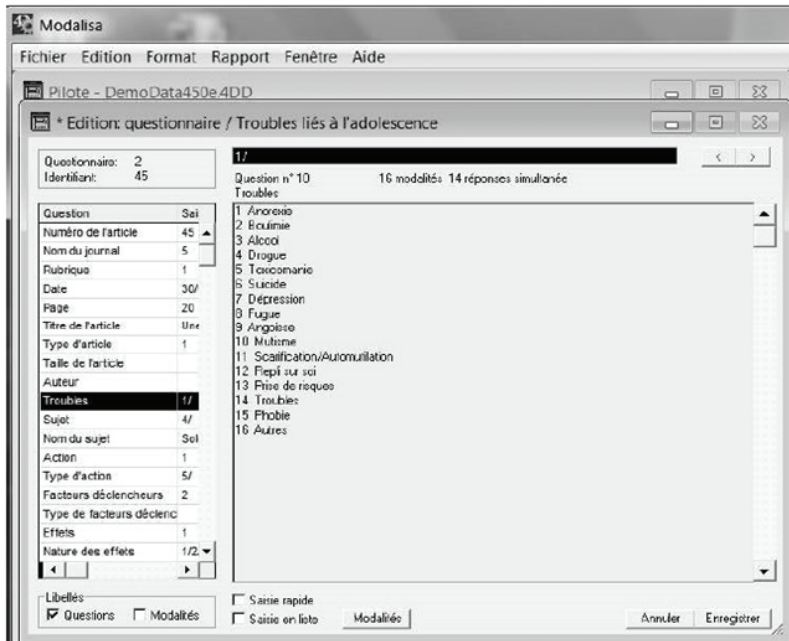 Modalisa
Fichier Edition Format Rapport Fenêtre Aide
Pilote - DemoData450e.4DD
* Edition: questionnaire / Troubles liés à l'adolescence
Questionnaire: 2
Identifiant: 45
1/
< >
Question n° 10 16 modalités 14 réponses simultanée
Troubles
Question Sai
Numéro de l'article 45
Nom du journal 5
Rubrique 1
Date 30/
Page 20
Titre de l'article Une
Type d'article 1
Taille de l'article
Auteur
Troubles 1/
Sujet 4/
Nom du sujet Sol
Action 1
Type d'action 5/
Facteurs déclencheurs 2
Type de facteurs déclenc
Effets 1
Nature des effets 1/2
1 Anorexie
2 Boulimie
3 Alcool
4 Drogue
5 Toxicomanie
6 Suicide
7 Dépression
8 Fugue
9 Angoisse
10 Mutisme
11 Scarification/Automutilation
12 Repli sur soi
13 Prise de risques
14 Troubles
15 Phobie
16 Autres
Libellés
Questions Modalités
Saisie rapide
Saisie en liste
Modalités
Annuler Enregistrer